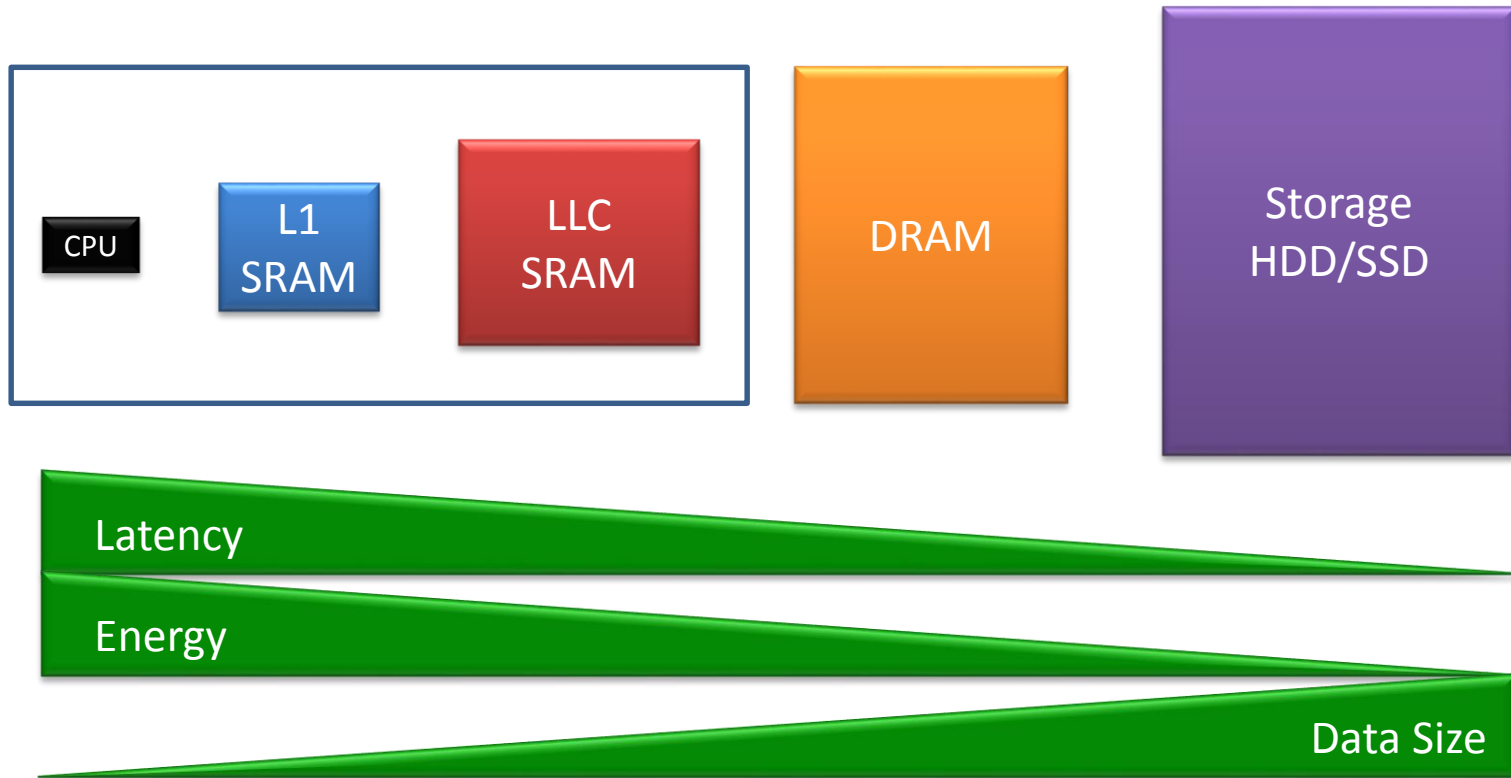 CPU
L1
SRAM
LLC
SRAM
DRAM
Storage
HDD/SSD
Latency
Energy
Data Size